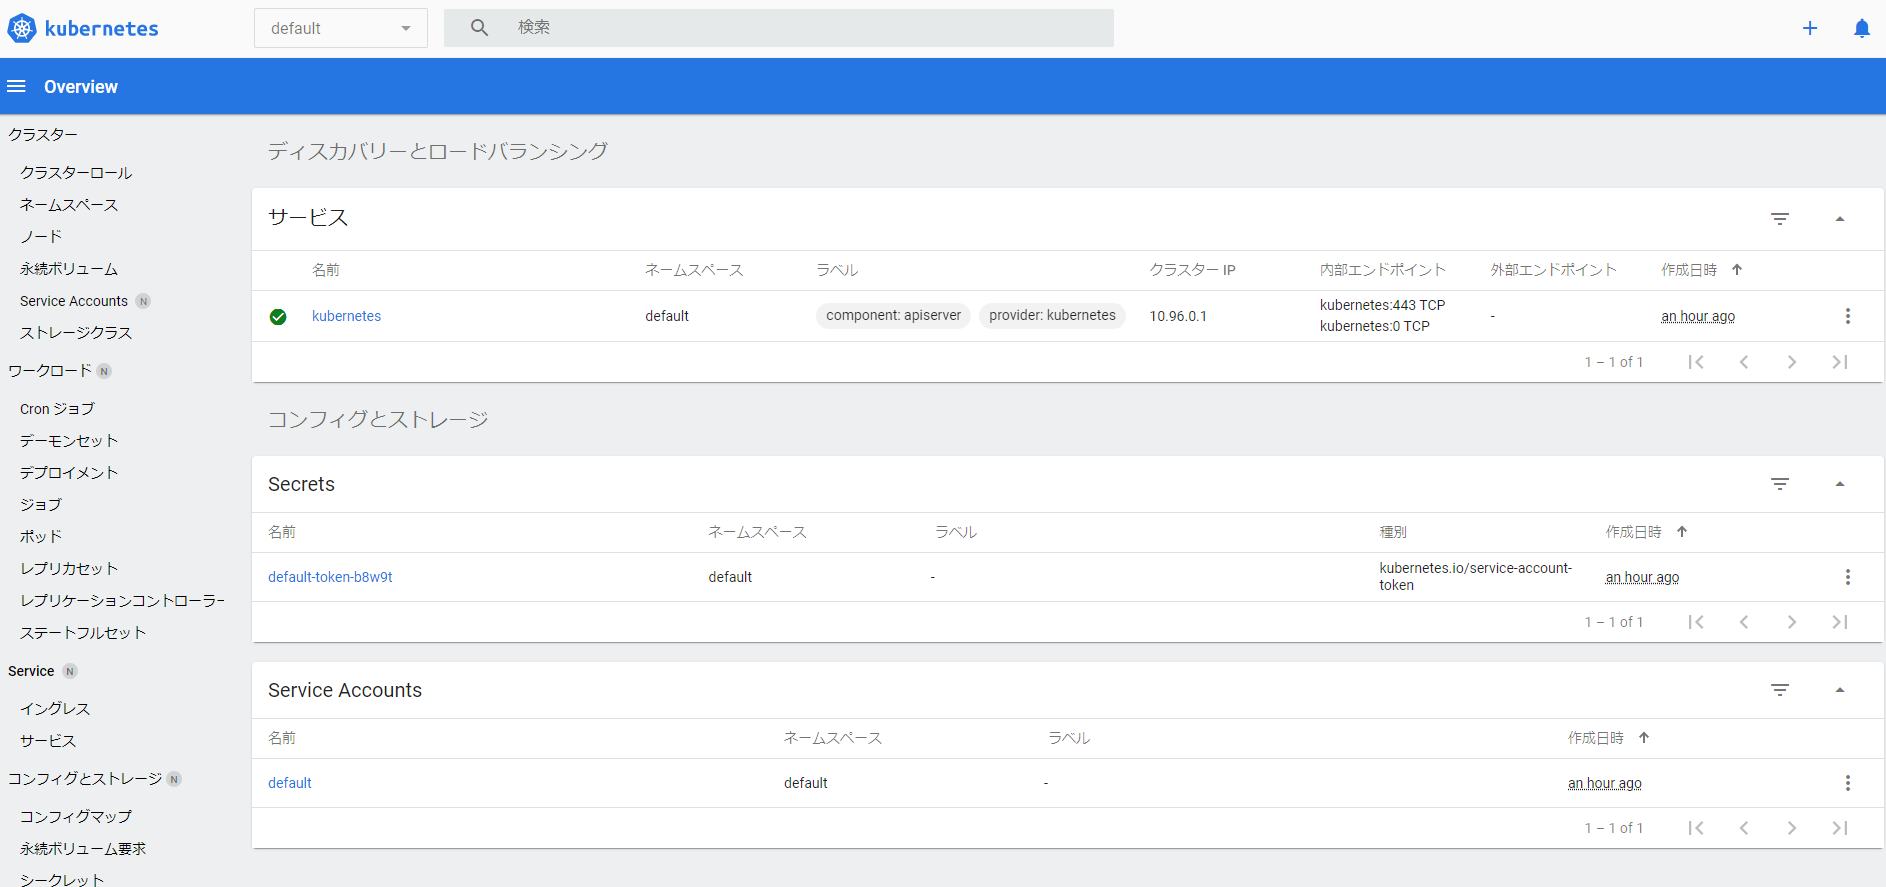 kubernetes
default
検索
Overview
クラスター
クラスターロール
ネームスペース
ノード
永続ボリューム
Service Accounts N
ストレージクラス
ワークロード N
Cron ジョブ
デーモンセット
デプロイメント
ジョブ
ポッド
レプリカセット
レプリケーションコントローラー
ステートフルセット
Service N
イングレス
サービス
コンフィグとストレージ N
コンフィグマップ
永続ボリューム要求
シークレット
ディスカバリーとロードバランシング
サービス
名前 ネームスペース ラベル クラスター IP 内部エンドポイント 外部エンドポイント 作成日時
kubernetes default component: apiserver provider: kubernetes 10.96.0.1 kubernetes:443 TCP - an hour ago
kubernetes:0 TCP
1 – 1 of 1
コンフィグとストレージ
Secrets
名前 ネームスペース ラベル 種別 作成日時
default-token-b8w9t default - kubernetes.io/service-account- an hour ago
token
1 – 1 of 1
Service Accounts
名前 ネームスペース ラベル 作成日時
default default - an hour ago
1 – 1 of 1